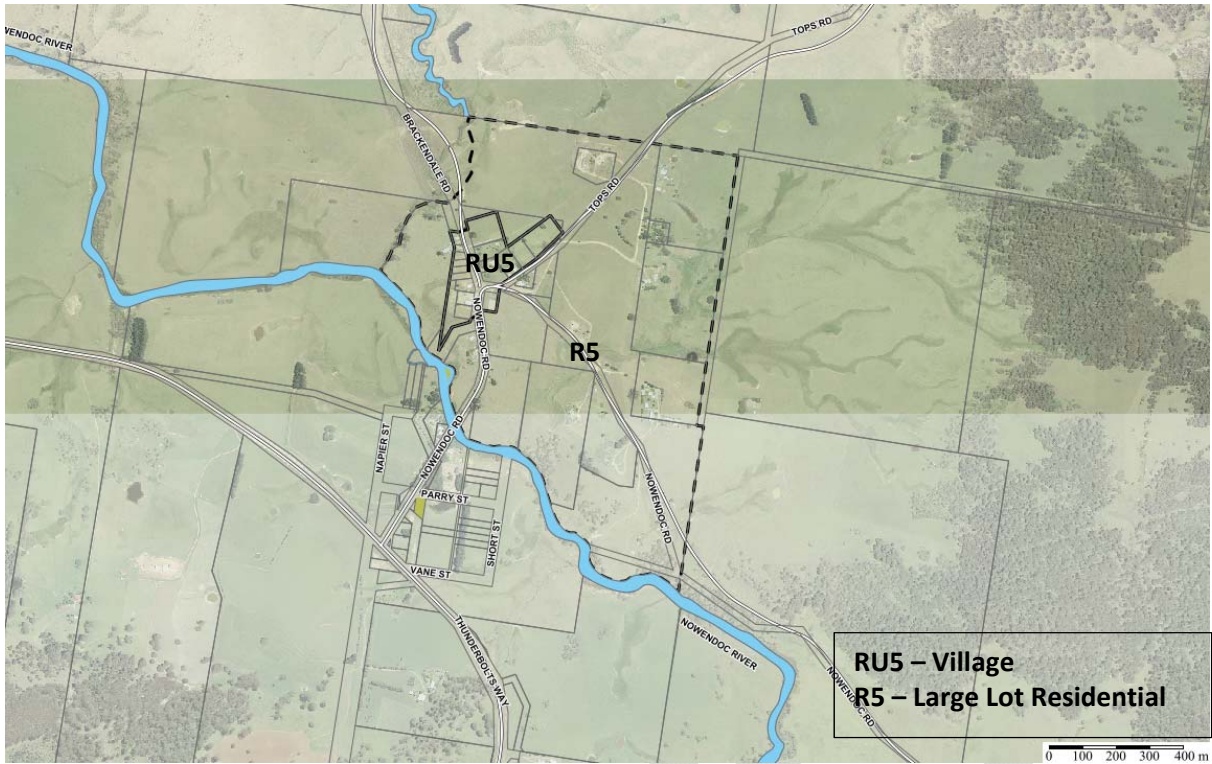 TOPS RD
WENDOC RIVER
BRACKENDALE RD
TOPS RD
RU5
NOWENDOC RD
R5
NAPIER ST
NOWENDOC RD
PARRY ST
SHORT ST
NOWENDOC RD
VANE ST
THUNDERBOLTS WAY
NOWENDOC RIVER
NOWENDOC RD
RU5 – Village
R5 – Large Lot Residential
0 100 200 300 400 m